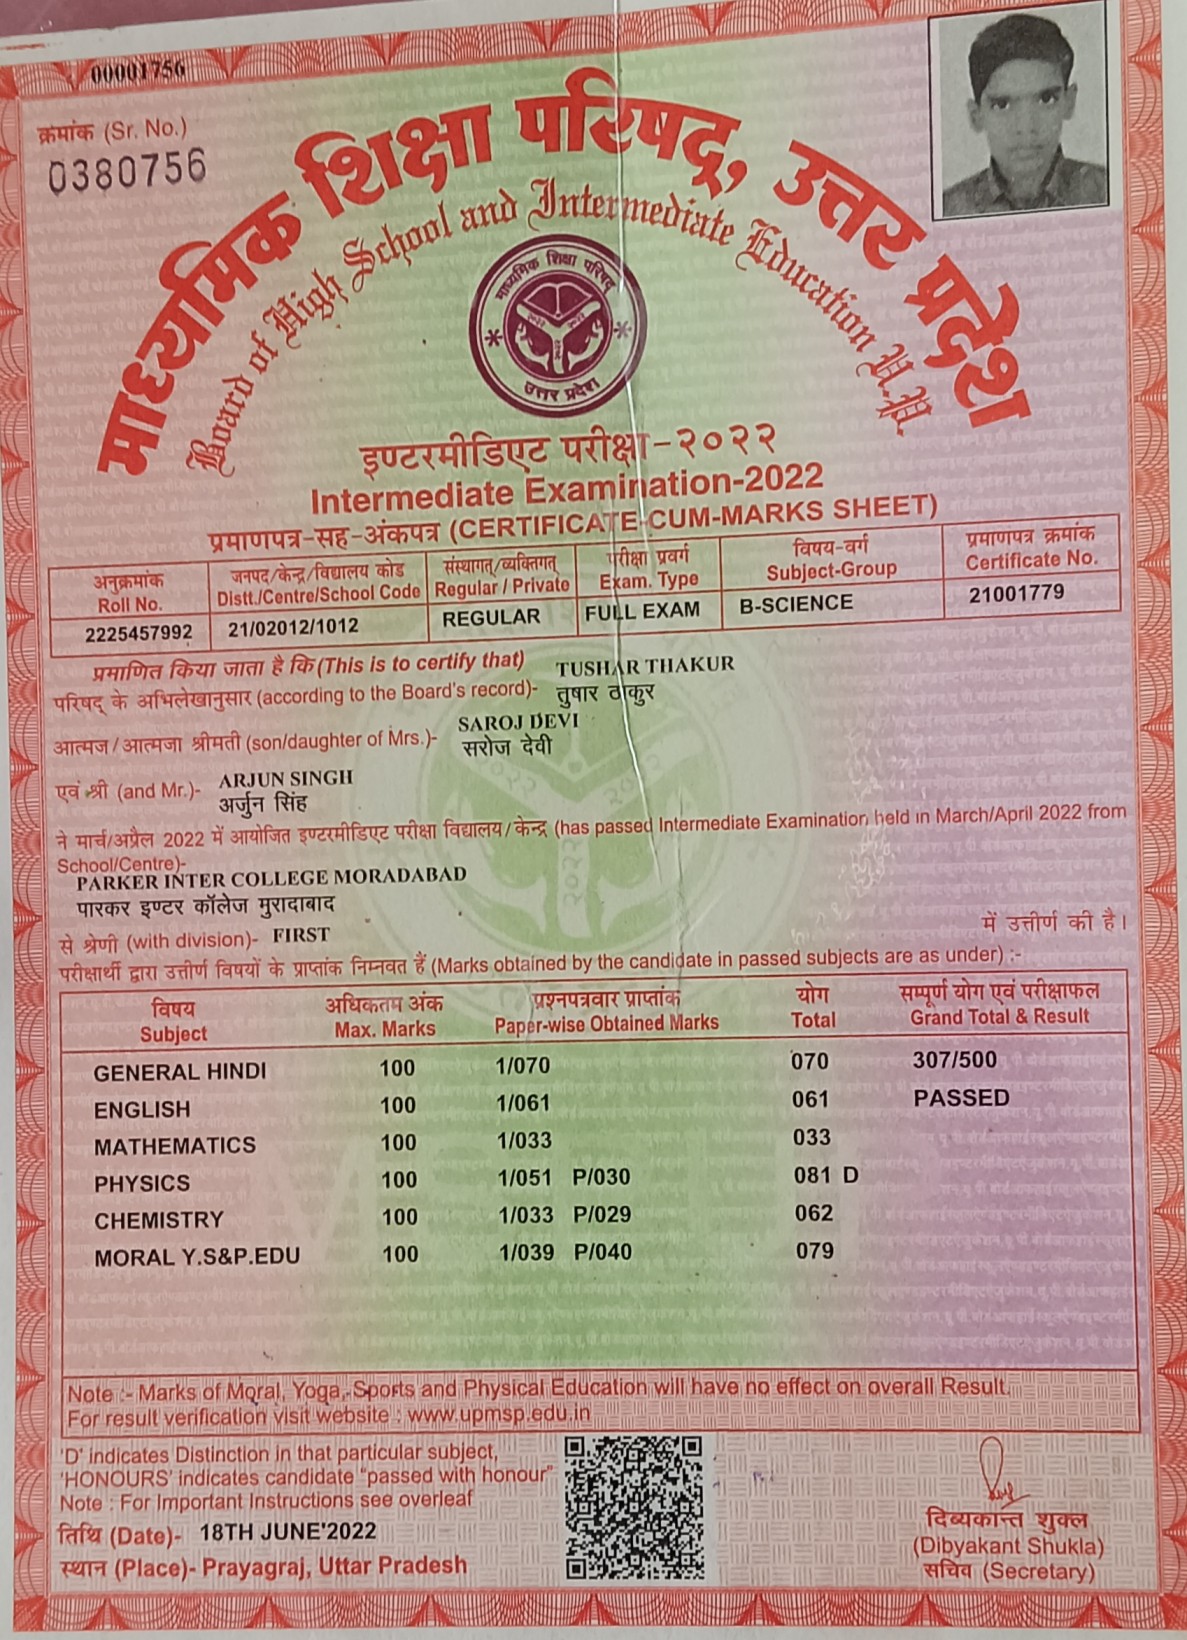 00001756
क्रमांक (Sr. No.)
0380756
माध्यमिक शिक्षा परिषद्, उत्तर प्रदेश
Board of High School and Intermediate Education U.P.
माध्यमिक शिक्षा परिषद्
उत्तर प्रदेश
इण्टरमीडिएट परीक्षा-२०२२
Intermediate Examination-2022
प्रमाणपत्र-सह-अंकपत्र (CERTIFICATE-CUM-MARKS SHEET)
अनुक्रमांक जनपद/केन्द्र/विद्यालय कोड संस्थागत्/व्यक्तिगत् परीक्षा प्रवर्ग विषय-वर्ग प्रमाणपत्र क्रमांक
Roll No. Distt./Centre/School Code Regular / Private Exam. Type Subject-Group Certificate No.
2225457992 21/02012/1012 REGULAR FULL EXAM B-SCIENCE 21001779
प्रमाणित किया जाता है कि (This is to certify that) TUSHAR THAKUR
परिषद् के अभिलेखानुसार (according to the Board's record)- तुषार ठाकुर
SAROJ DEVI
आत्मज/आत्मजा श्रीमती (son/daughter of Mrs.)- सरोज देवी
ARJUN SINGH
एवं श्री (and Mr.)- अर्जुन सिंह
ने मार्च/अप्रैल 2022 में आयोजित इण्टरमीडिएट परीक्षा विद्यालय/केन्द्र (has passed Intermediate Examination held in March/April 2022 from
School/Centre)-
PARKER INTER COLLEGE MORADABAD
पारकर इण्टर कॉलेज मुरादाबाद
से श्रेणी (with division)- FIRST में उत्तीर्ण की है।
परीक्षार्थी द्वारा उत्तीर्ण विषयों के प्राप्तांक निम्नवत हैं (Marks obtained by the candidate in passed subjects are as under) :-
विषय अधिकतम अंक प्रश्नपत्रवार प्राप्तांक योग सम्पूर्ण योग एवं परीक्षाफल
Subject Max. Marks Paper-wise Obtained Marks Total Grand Total & Result
GENERAL HINDI 100 1/070 070 307/500
ENGLISH 100 1/061 061 PASSED
MATHEMATICS 100 1/033 033
PHYSICS 100 1/051 P/030 081 D
CHEMISTRY 100 1/033 P/029 062
MORAL Y.S&P.EDU 100 1/039 P/040 079
Note :- Marks of Moral, Yoga, Sports and Physical Education will have no effect on overall Result.
For result verification visit website : www.upmsp.edu.in
'D' indicates Distinction in that particular subject,
'HONOURS' indicates candidate "passed with honour"
Note : For Important Instructions see overleaf
तिथि (Date)- 18TH JUNE'2022
स्थान (Place)- Prayagraj, Uttar Pradesh
दिव्यकान्त शुक्ल
(Dibyakant Shukla)
सचिव (Secretary)